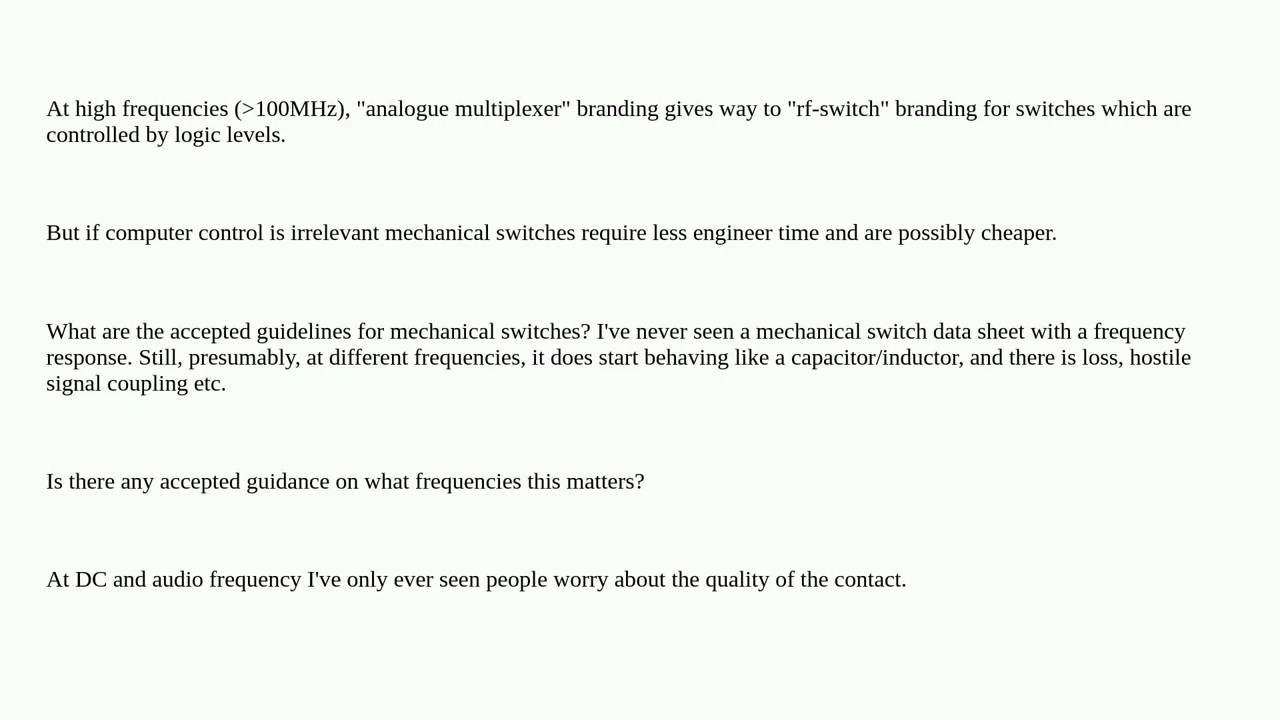 At high frequencies (>100MHz), "analogue multiplexer" branding gives way to "rf-switch" branding for switches which are
controlled by logic levels.
But if computer control is irrelevant mechanical switches require less engineer time and are possibly cheaper.
What are the accepted guidelines for mechanical switches? I've never seen a mechanical switch data sheet with a frequency
response. Still, presumably, at different frequencies, it does start behaving like a capacitor/inductor, and there is loss, hostile
signal coupling etc.
Is there any accepted guidance on what frequencies this matters?
At DC and audio frequency I've only ever seen people worry about the quality of the contact.